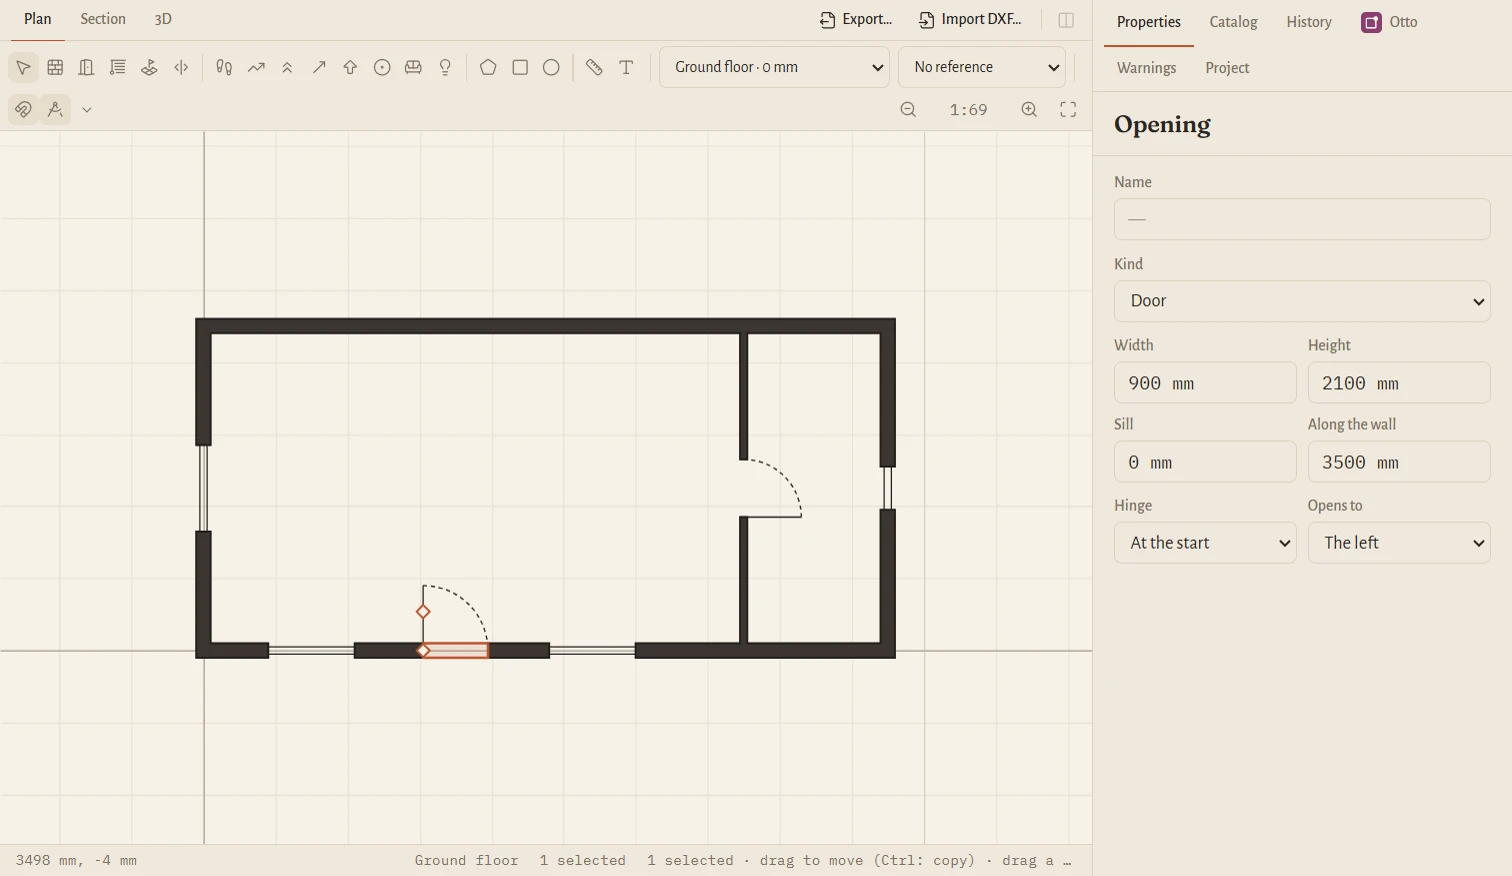 Plan Section 3D Export... Import DXF... Properties Catalog History Otto
Warnings Project
Ground floor · 0 mm No reference
1:69
Opening
Name
—
Kind
Door
Width Height
900 mm 2100 mm
Sill Along the wall
0 mm 3500 mm
Hinge Opens to
At the start The left
3498 mm, -4 mm Ground floor 1 selected 1 selected · drag to move (Ctrl: copy) · drag a …